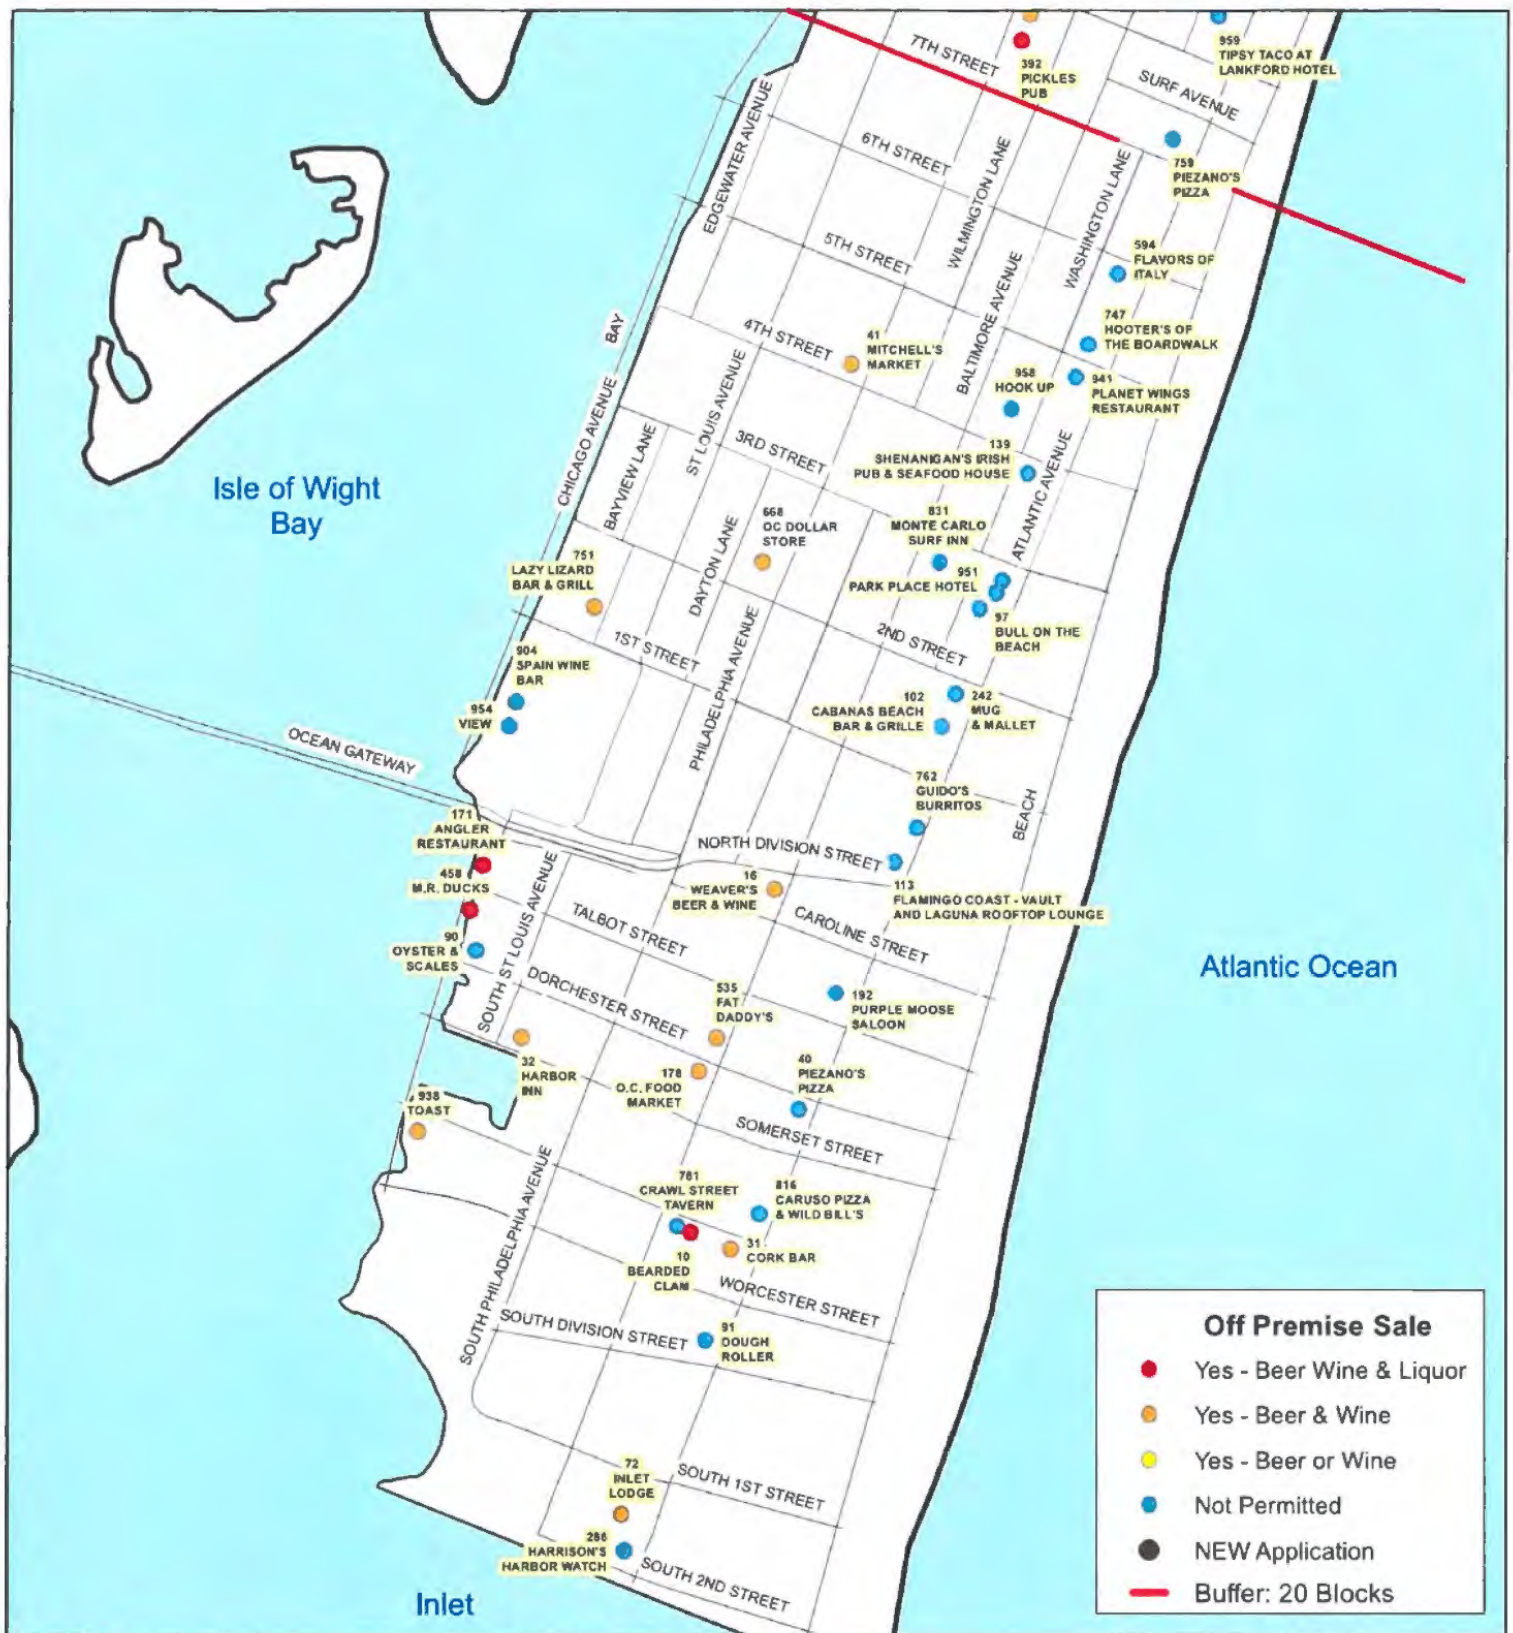 959
TIPSY TACO AT
LANKFORD HOTEL
7TH STREET
392
PICKLES
PUB
SURF AVENUE
EDGEWATER AVENUE
6TH STREET
WILMINGTON LANE
WASHINGTON LANE
759
PIEZANO'S
PIZZA
5TH STREET
594
FLAVORS OF
ITALY
BALTIMORE AVENUE
747
HOOTER'S OF
THE BOARDWALK
BAY
4TH STREET
41
MITCHELL'S
MARKET
958
HOOK UP
941
PLANET WINGS
RESTAURANT
CHICAGO AVENUE
ST LOUIS AVENUE
BAYVIEW LANE
3RD STREET
139
SHENANIGAN'S IRISH
PUB & SEAFOOD HOUSE
ATLANTIC AVENUE
Isle of Wight
Bay
668
OC DOLLAR
STORE
831
MONTE CARLO
SURF INN
DAYTON LANE
751
LAZY LIZARD
BAR & GRILL
951
PARK PLACE HOTEL
97
BULL ON THE
BEACH
1ST STREET
2ND STREET
PHILADELPHIA AVENUE
904
SPAIN WINE
BAR
954
VIEW
102
CABANAS BEACH
BAR & GRILLE
242
MUG
& MALLET
OCEAN GATEWAY
762
GUIDO'S
BURRITOS
BEACH
171
ANGLER
RESTAURANT
NORTH DIVISION STREET
458
M.R. DUCKS
16
WEAVER'S
BEER & WINE
113
FLAMINGO COAST - VAULT
AND LAGUNA ROOFTOP LOUNGE
SOUTH ST LOUIS AVENUE
TALBOT STREET
CAROLINE STREET
90
OYSTER &
SCALES
Atlantic Ocean
DORCHESTER STREET
535
FAT
DADDY'S
192
PURPLE MOOSE
SALOON
32
HARBOR
INN
178
O.C. FOOD
MARKET
40
PIEZANO'S
PIZZA
938
TOAST
SOMERSET STREET
SOUTH PHILADELPHIA AVENUE
781
CRAWL STREET
TAVERN
816
CARUSO PIZZA
& WILD BILL'S
31
CORK BAR
10
BEARDED
CLAM
WORCESTER STREET
SOUTH DIVISION STREET
91
DOUGH
ROLLER
72
INLET
LODGE
SOUTH 1ST STREET
286
HARRISON'S
HARBOR WATCH
SOUTH 2ND STREET
Inlet
Off Premise Sale
Yes - Beer Wine & Liquor
Yes - Beer & Wine
Yes - Beer or Wine
Not Permitted
NEW Application
Buffer: 20 Blocks